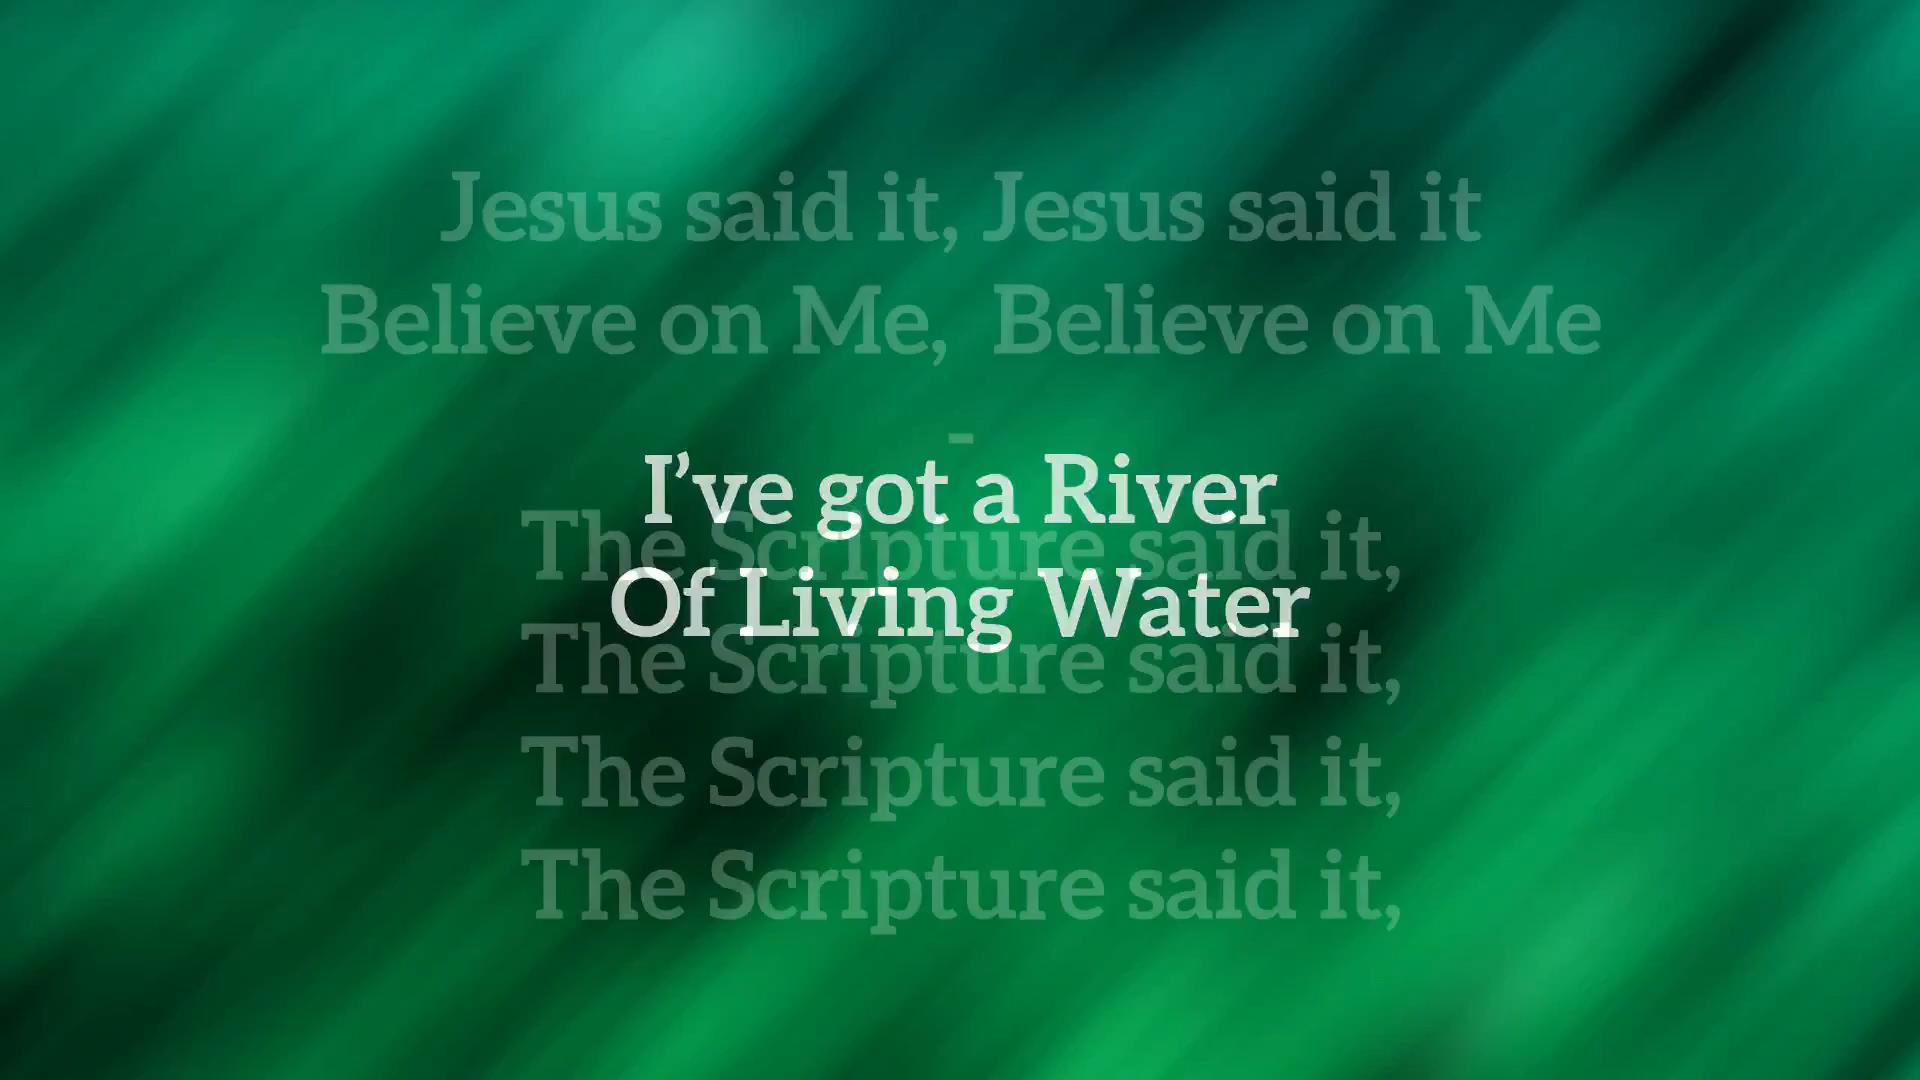 Jesus said it, Jesus said it
Believe on Me,  Believe on Me
-
I’ve got a River
The Scripture said it,
Of Living Water
The Scripture said it,
The Scripture said it,
The Scripture said it,